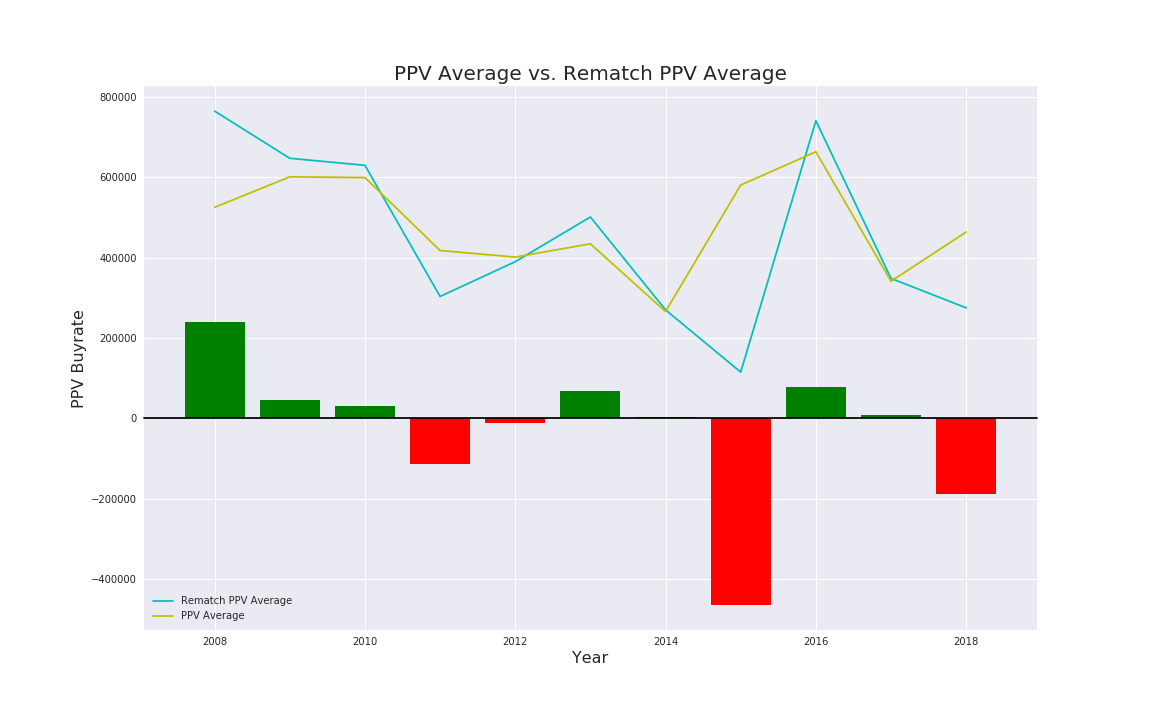 PPV Average vs. Rematch PPV Average
800000
600000
400000
200000
0
−200000
−400000
PPV Buyrate
Rematch PPV Average
PPV Average
2008 2010 2012 2014 2016 2018
Year